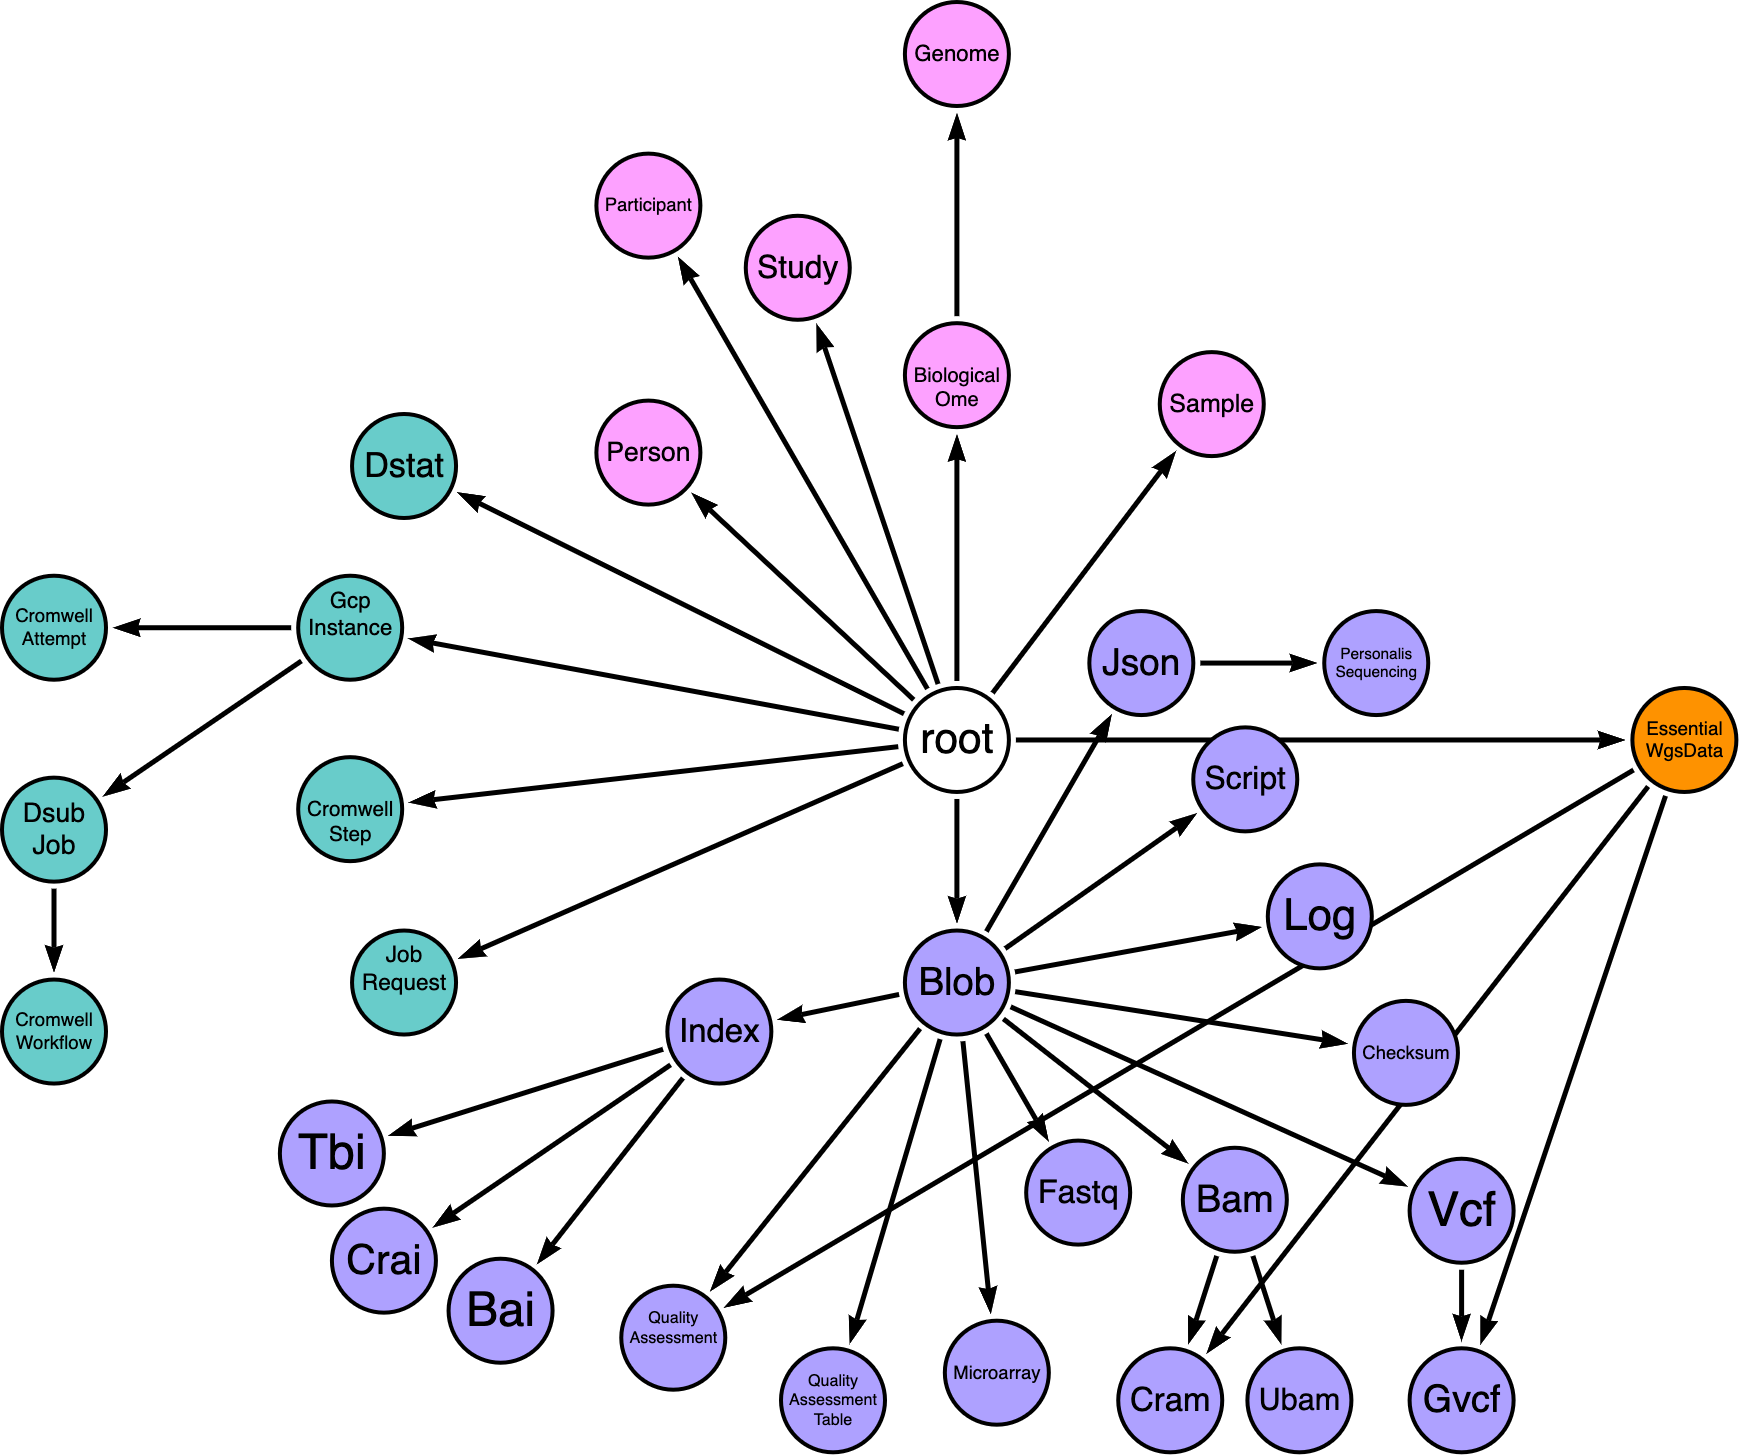 Genome
Participant
Study
Biological
Ome
Sample
Person
Dstat
Cromwell
Attempt
Gcp
Instance
Json
Personalis
Sequencing
root
Essential
WgsData
Script
Cromwell
Step
Dsub
Job
Log
Job
Request
Blob
Cromwell
Workflow
Index
Checksum
Tbi
Fastq
Bam
Vcf
Crai
Bai
Quality
Assessment
Quality
Assessment
Table
Microarray
Cram
Ubam
Gvcf